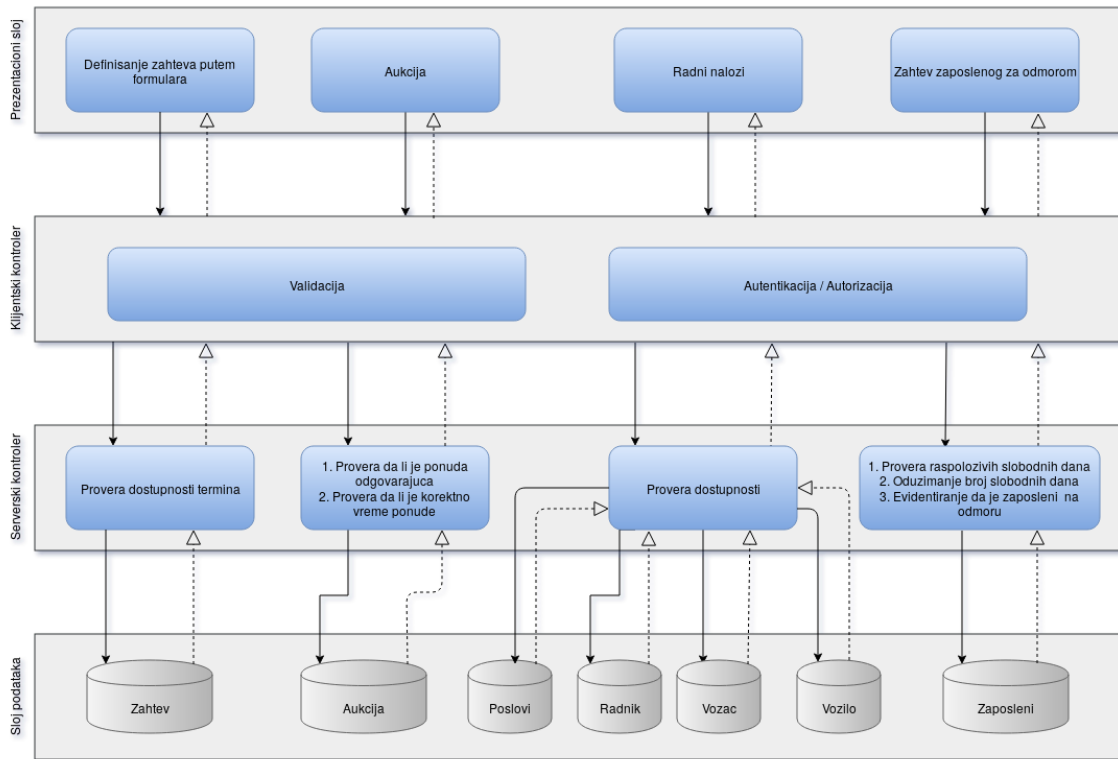 Prezentacioni sloj
Definisanje zahteva putem
formulara
Aukcija
Radni nalozi
Zahtev zaposlenog za odmorom
Klijentski kontroler
Validacija
Autentikacija / Autorizacija
Serverski kontroler
Provera dostupnosti termina
1. Provera da li je ponuda
odgovarajuca
2. Provera da li je korektno
vreme ponude
Provera dostupnosti
1. Provera raspolozivih slobodnih dana
2. Oduzimanje broj slobodnih dana
3. Evidentiranje da je zaposleni na
odmoru
Sloj podataka
Zahtev
Aukcija
Poslovi
Radnik
Vozac
Vozilo
Zaposleni